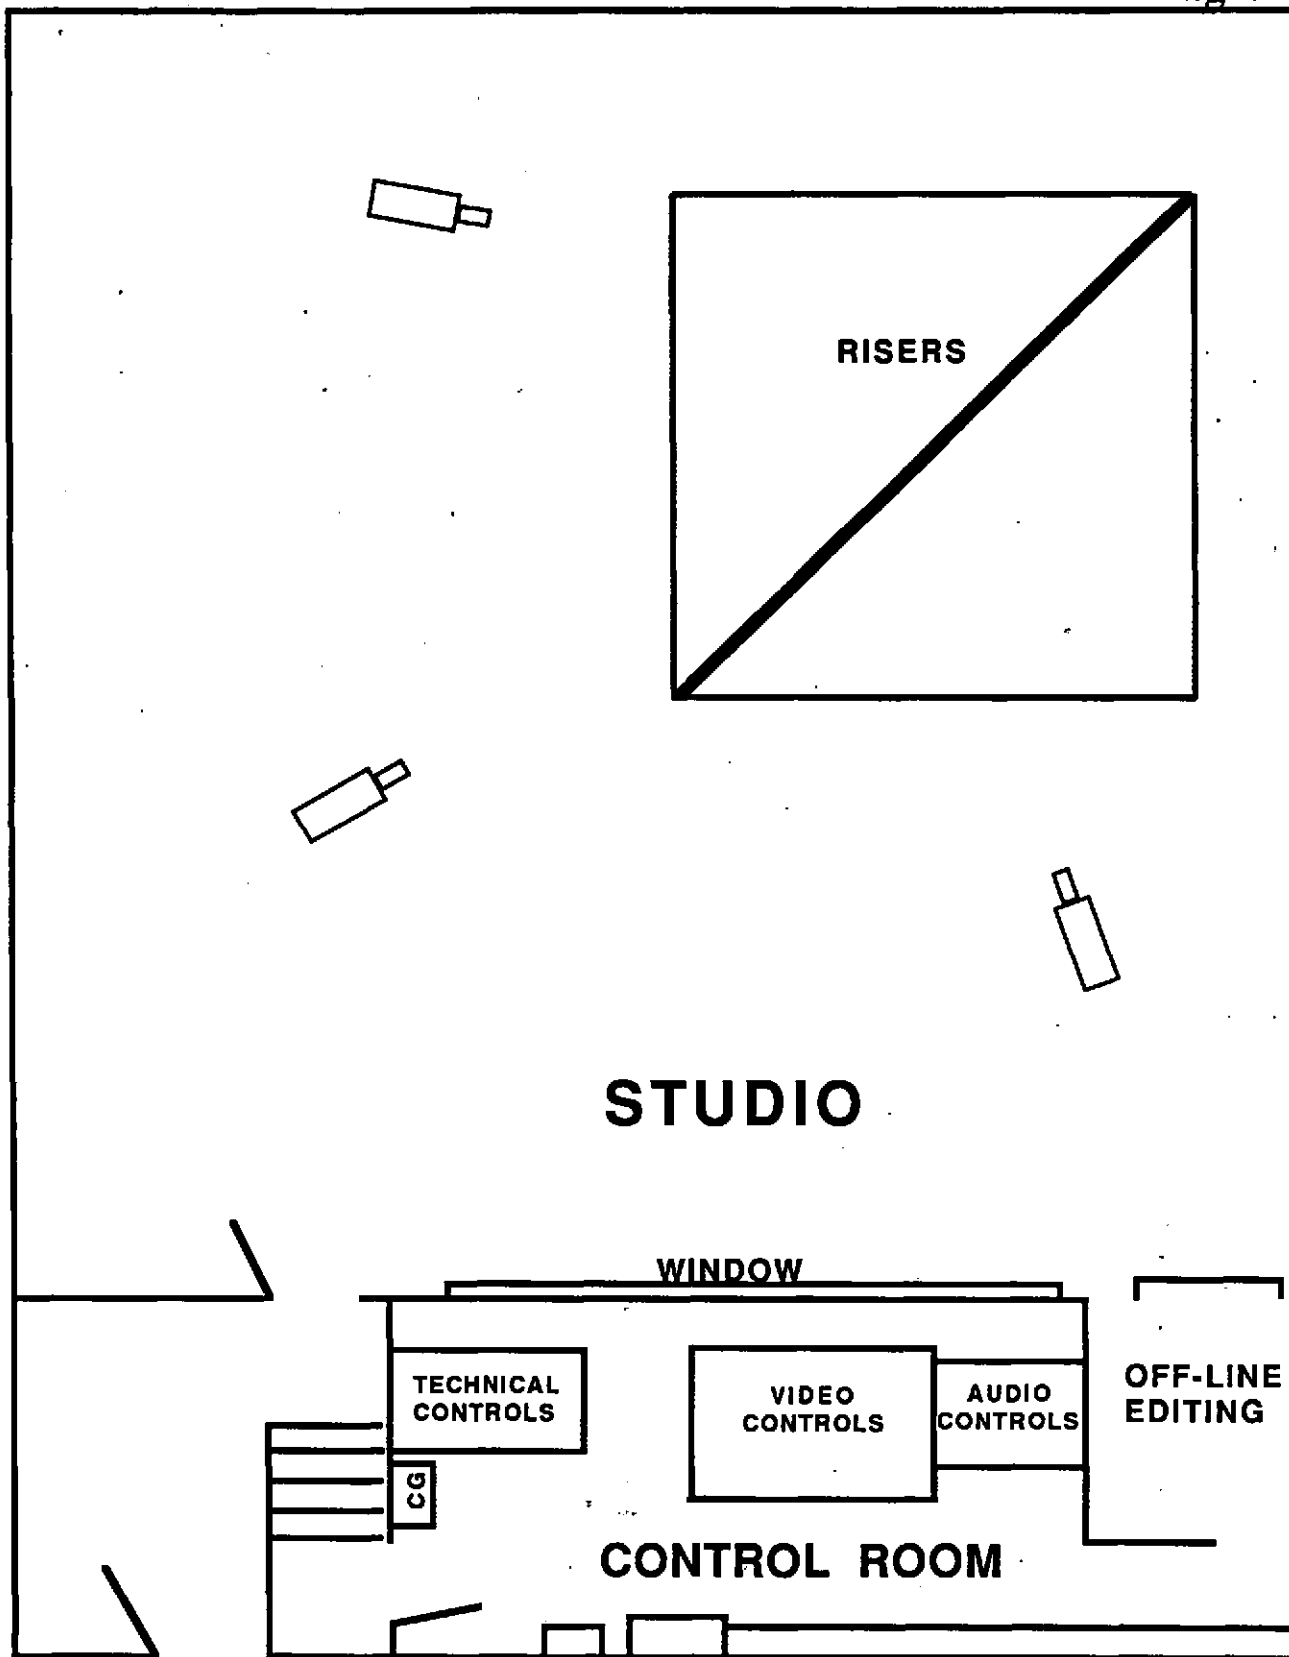 RISERS
STUDIO
WINDOW
TECHNICAL
CONTROLS
VIDEO
CONTROLS
AUDIO
CONTROLS
OFF-LINE
EDITING
CG
CONTROL ROOM